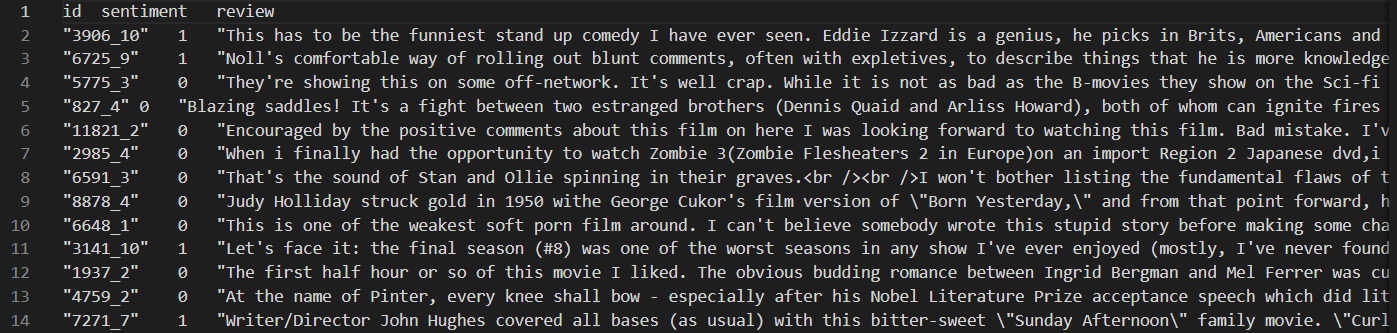 1 id sentiment review
2 "3906_10" 1 "This has to be the funniest stand up comedy I have ever seen. Eddie Izzard is a genius, he picks in Brits, Americans and
3 "6725_9" 1 "Noll's comfortable way of rolling out blunt comments, often with expletives, to describe things that he is more knowledge
4 "5775_3" 0 "They're showing this on some off-network. It's well crap. While it is not as bad as the B-movies they show on the Sci-fi
5 "827_4" 0 "Blazing saddles! It's a fight between two estranged brothers (Dennis Quaid and Arliss Howard), both of whom can ignite fires
6 "11821_2" 0 "Encouraged by the positive comments about this film on here I was looking forward to watching this film. Bad mistake. I'v
7 "2985_4" 0 "When i finally had the opportunity to watch Zombie 3(Zombie Flesheaters 2 in Europe)on an import Region 2 Japanese dvd,i
8 "6591_3" 0 "That's the sound of Stan and Ollie spinning in their graves.<br /><br />I won't bother listing the fundamental flaws of t
9 "8878_4" 0 "Judy Holliday struck gold in 1950 withe George Cukor's film version of \"Born Yesterday,\" and from that point forward, h
10 "6648_1" 0 "This is one of the weakest soft porn film around. I can't believe somebody wrote this stupid story before making some cha
11 "3141_10" 1 "Let's face it: the final season (#8) was one of the worst seasons in any show I've ever enjoyed (mostly, I've never found
12 "1937_2" 0 "The first half hour or so of this movie I liked. The obvious budding romance between Ingrid Bergman and Mel Ferrer was cu
13 "4759_2" 0 "At the name of Pinter, every knee shall bow - especially after his Nobel Literature Prize acceptance speech which did lit
14 "7271_7" 1 "Writer/Director John Hughes covered all bases (as usual) with this bitter-sweet \"Sunday Afternoon\" family movie. \"Curl